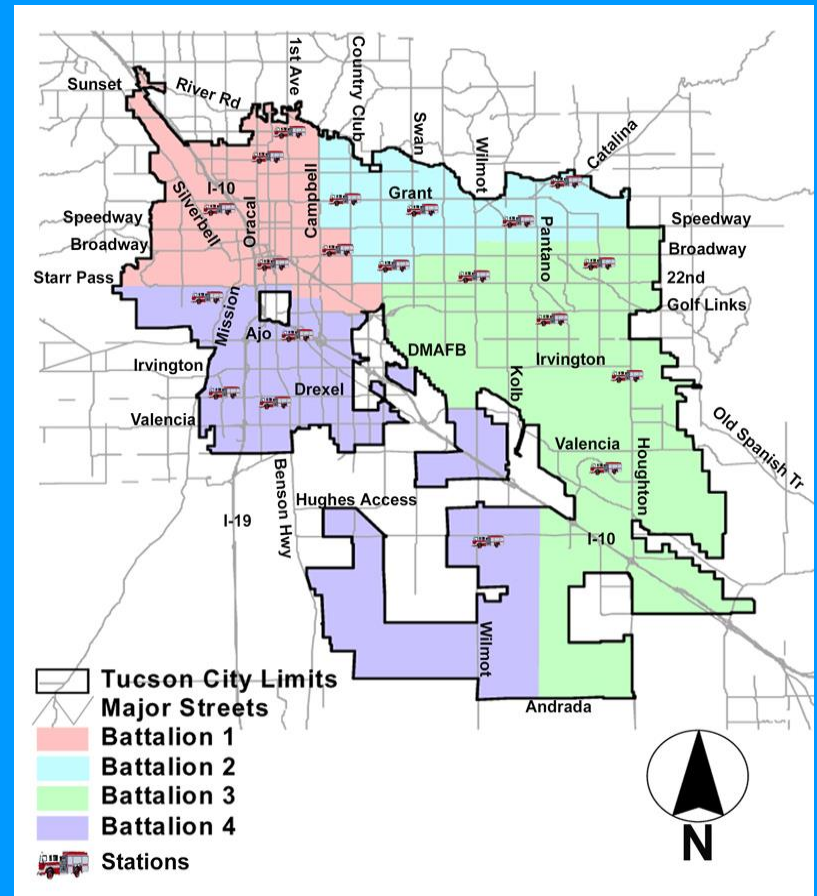 1st Ave
Country Club
Sunset
River Rd
Swan
Wilmot
Catalina
I-10
Silverbell
Oracal
Campbell
Grant
Pantano
Speedway
Speedway
Broadway
Broadway
Starr Pass
22nd
Golf Links
Mission
Ajo
DMAFB
Irvington
Irvington
Kolb
Drexel
Valencia
Old Spanish Tr
Valencia
Houghton
Benson Hwy
Hughes Access
I-19
I-10
Wilmot
Andrada
Tucson City Limits
Major Streets
Battalion 1
Battalion 2
Battalion 3
Battalion 4
Stations
N